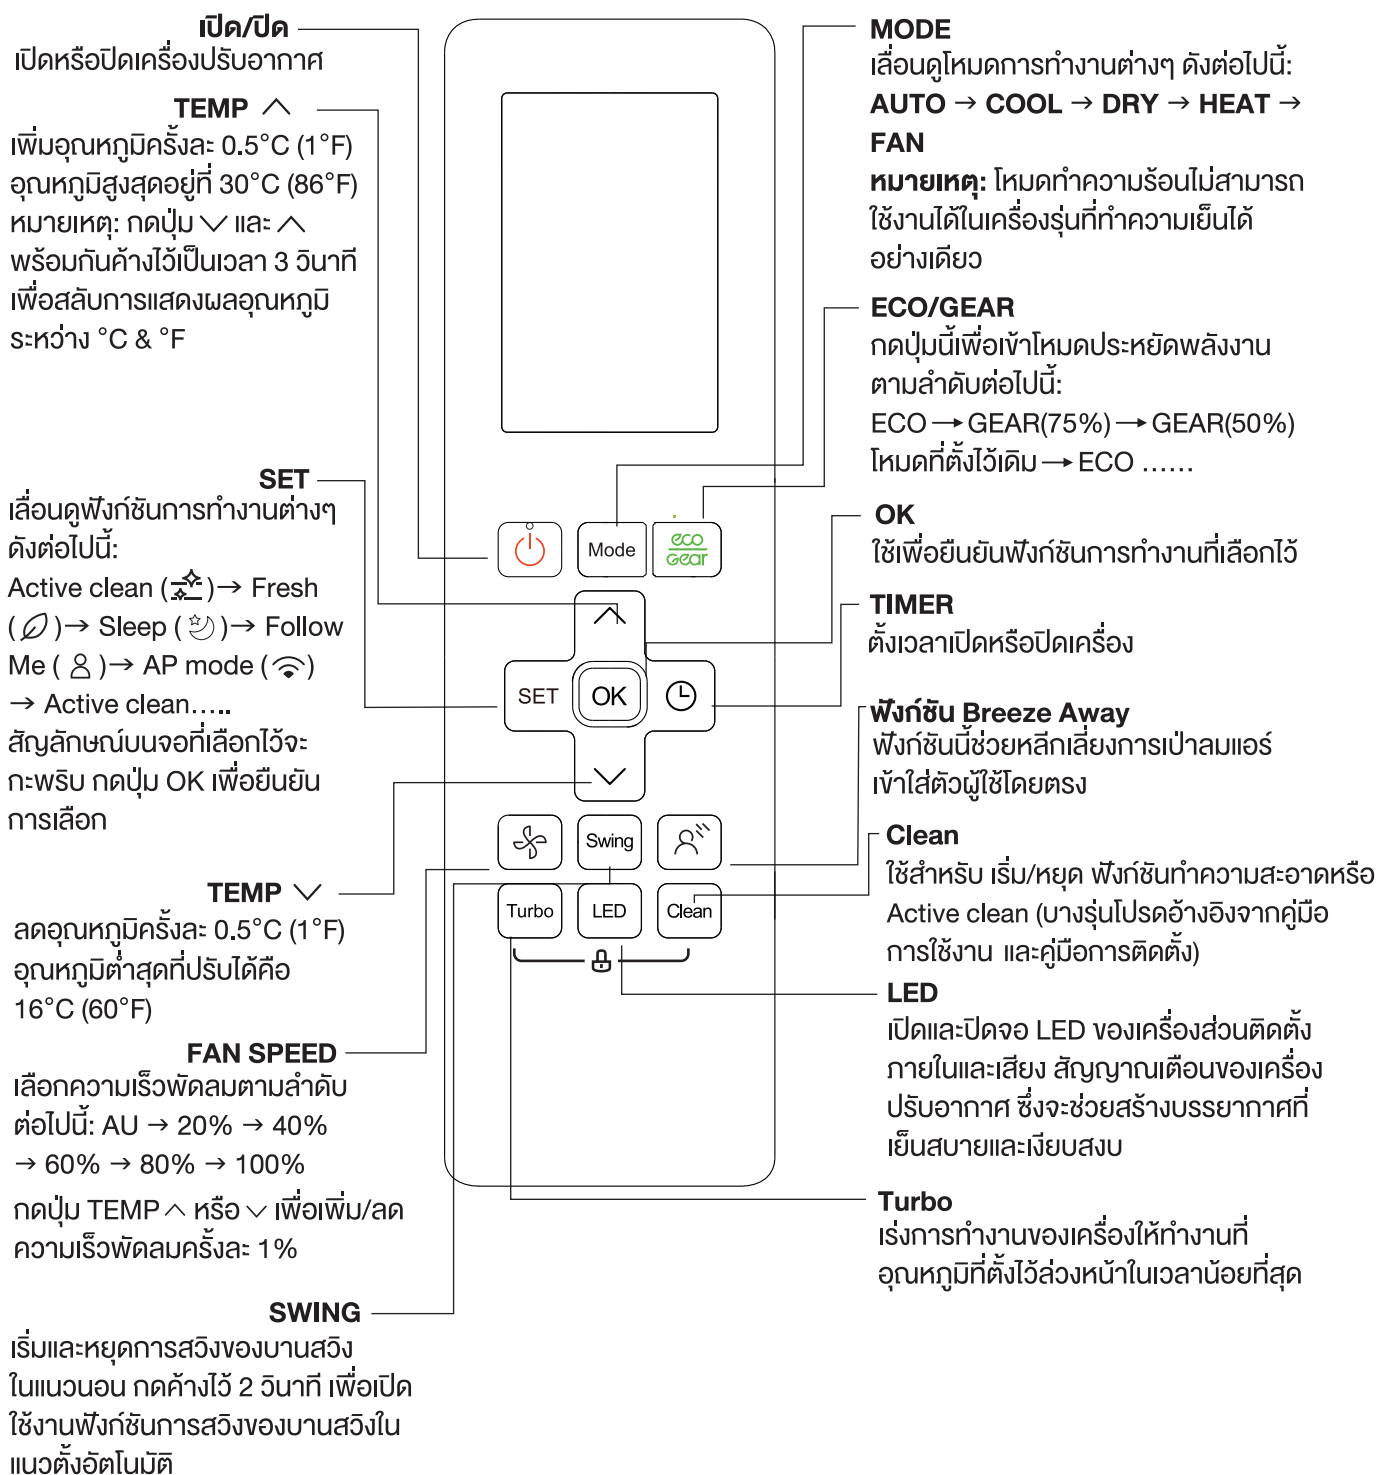 เปิด/ปิด
เปิดหรือปิดเครื่องปรับอากาศ
TEMP
เพิ่มอุณหภูมิครั้งละ 0.5°C (1°F)
อุณหภูมิสูงสุดอยู่ที่ 30°C (86°F)
หมายเหตุ: กดปุ่ม และ
พร้อมกันค้างไว้เป็นเวลา 3 วินาที
เพื่อสลับการแสดงผลอุณหภูมิ
ระหว่าง °C & °F
SET
เลื่อนดูฟังก์ชันการทำงานต่างๆ
ดังต่อไปนี้:
Active clean ( )→ Fresh
( )→ Sleep ( )→ Follow
Me ( )→ AP mode ( )
→ Active clean.....
สัญลักษณ์บนจอที่เลือกไว้จะ
กะพริบ กดปุ่ม OK เพื่อยืนยัน
การเลือก
TEMP
ลดอุณหภูมิครั้งละ 0.5°C (1°F)
อุณหภูมิต่ำสุดที่ปรับได้คือ
16°C (60°F)
FAN SPEED
เลือกความเร็วพัดลมตามลำดับ
ต่อไปนี้: AU → 20% → 40%
→ 60% → 80% → 100%
กดปุ่ม TEMP หรือ เพื่อเพิ่ม/ลด
ความเร็วพัดลมครั้งละ 1%
SWING
เริ่มและหยุดการสวิงของบานสวิง
ในแนวนอน กดค้างไว้ 2 วินาที เพื่อเปิด
ใช้งานฟังก์ชันการสวิงของบานสวิงใน
แนวตั้งอัตโนมัติ
Mode
eco
Gear
SET
OK
Swing
Turbo
LED
Clean
MODE
เลื่อนดูโหมดการทำงานต่างๆ ดังต่อไปนี้:
AUTO → COOL → DRY → HEAT →
FAN
หมายเหตุ: โหมดทำความร้อนไม่สามารถ
ใช้งานได้ในเครื่องรุ่นที่ทำความเย็นได้
อย่างเดียว
ECO/GEAR
กดปุ่มนี้เพื่อเข้าโหมดประหยัดพลังงาน
ตามลำดับต่อไปนี้:
ECO → GEAR(75%) → GEAR(50%)
โหมดที่ตั้งไว้เดิม → ECO ......
OK
ใช้เพื่อยืนยันฟังก์ชันการทำงานที่เลือกไว้
TIMER
ตั้งเวลาเปิดหรือปิดเครื่อง
ฟังก์ชัน Breeze Away
ฟังก์ชันนี้ช่วยหลีกเลี่ยงการเป่าลมแอร์
เข้าใส่ตัวผู้ใช้โดยตรง
Clean
ใช้สำหรับ เริ่ม/หยุด ฟังก์ชันทำความสะอาดหรือ
Active clean (บางรุ่นโปรดอ้างอิงจากคู่มือ
การใช้งาน และคู่มือการติดตั้ง)
LED
เปิดและปิดจอ LED ของเครื่องส่วนติดตั้ง
ภายในและเสียง สัญญาณเตือนของเครื่อง
ปรับอากาศ ซึ่งจะช่วยสร้างบรรยากาศที่
เย็นสบายและเงียบสงบ
Turbo
เร่งการทำงานของเครื่องให้ทำงานที่
อุณหภูมิที่ตั้งไว้ล่วงหน้าในเวลาน้อยที่สุด